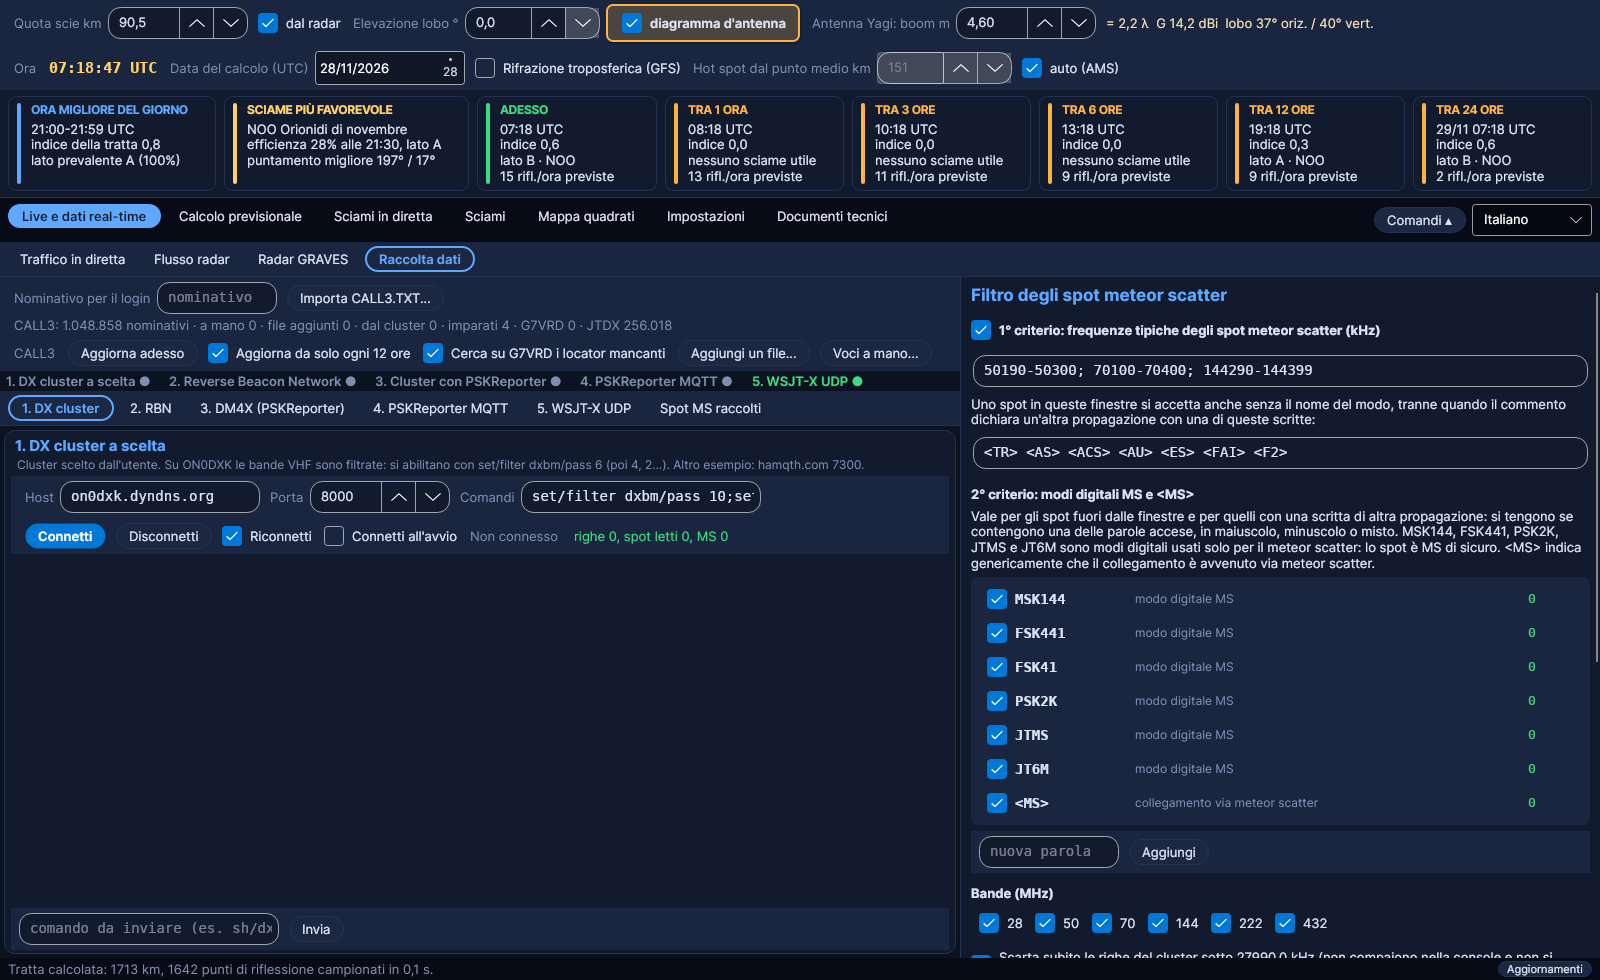 Quota scie km 90,5 dal radar Elevazione lobo ° 0,0 diagramma d'antenna Antenna Yagi: boom m 4,60 = 2,2 λ G 14,2 dBi lobo 37° oriz. / 40° vert.
Ora 07:18:47 UTC Data del calcolo (UTC) 28/11/2026 28 Rifrazione troposferica (GFS) Hot spot dal punto medio km 151 auto (AMS)
ORA MIGLIORE DEL GIORNO
21:00-21:59 UTC
indice della tratta 0,8
lato prevalente A (100%)
SCIAME PIÙ FAVOREVOLE
NOO Orionidi di novembre
efficienza 28% alle 21:30, lato A
puntamento migliore 197° / 17°
ADESSO
07:18 UTC
indice 0,6
lato B · NOO
15 rifl./ora previste
TRA 1 ORA
08:18 UTC
indice 0,0
nessuno sciame utile
13 rifl./ora previste
TRA 3 ORE
10:18 UTC
indice 0,0
nessuno sciame utile
11 rifl./ora previste
TRA 6 ORE
13:18 UTC
indice 0,0
nessuno sciame utile
9 rifl./ora previste
TRA 12 ORE
19:18 UTC
indice 0,3
lato A · NOO
9 rifl./ora previste
TRA 24 ORE
29/11 07:18 UTC
indice 0,6
lato B · NOO
2 rifl./ora previste
Live e dati real-time Calcolo previsionale Sciami in diretta Sciami Mappa quadrati Impostazioni Documenti tecnici Comandi ▴ Italiano
Traffico in diretta Flusso radar Radar GRAVES Raccolta dati
Nominativo per il login nominativo Importa CALL3.TXT...
CALL3: 1.048.858 nominativi · a mano 0 · file aggiunti 0 · dal cluster 0 · imparati 4 · G7VRD 0 · JTDX 256.018
CALL3 Aggiorna adesso Aggiorna da solo ogni 12 ore Cerca su G7VRD i locator mancanti Aggiungi un file... Voci a mano...
1. DX cluster a scelta ● 2. Reverse Beacon Network ● 3. Cluster con PSKReporter ● 4. PSKReporter MQTT ● 5. WSJT-X UDP ●
1. DX cluster 2. RBN 3. DM4X (PSKReporter) 4. PSKReporter MQTT 5. WSJT-X UDP Spot MS raccolti
1. DX cluster a scelta
Cluster scelto dall'utente. Su ON0DXK le bande VHF sono filtrate: si abilitano con set/filter dxbm/pass 6 (poi 4, 2...). Altro esempio: hamqth.com 7300.
Host on0dxk.dyndns.org Porta 8000 Comandi set/filter dxbm/pass 10;se
Connetti Disconnetti Riconnetti Connetti all'avvio Non connesso righe 0, spot letti 0, MS 0
comando da inviare (es. sh/dx Invia
Filtro degli spot meteor scatter
1° criterio: frequenze tipiche degli spot meteor scatter (kHz)
50190-50300; 70100-70400; 144290-144399
Uno spot in queste finestre si accetta anche senza il nome del modo, tranne quando il commento
dichiara un'altra propagazione con una di queste scritte:
<TR> <AS> <ACS> <AU> <ES> <FAI> <F2>
2° criterio: modi digitali MS e <MS>
Vale per gli spot fuori dalle finestre e per quelli con una scritta di altra propagazione: si tengono se
contengono una delle parole accese, in maiuscolo, minuscolo o misto. MSK144, FSK441, PSK2K,
JTMS e JT6M sono modi digitali usati solo per il meteor scatter: lo spot è MS di sicuro. <MS> indica
genericamente che il collegamento è avvenuto via meteor scatter.
MSK144 modo digitale MS 0
FSK441 modo digitale MS 0
FSK41 modo digitale MS 0
PSK2K modo digitale MS 0
JTMS modo digitale MS 0
JT6M modo digitale MS 0
<MS> collegamento via meteor scatter 0
nuova parola Aggiungi
Bande (MHz)
28 50 70 144 222 432
Scarta subito le righe del cluster sotto 27990.0 kHz (non compaiono nella console e non si
Tratta calcolata: 1713 km, 1642 punti di riflessione campionati in 0,1 s. Aggiornamenti